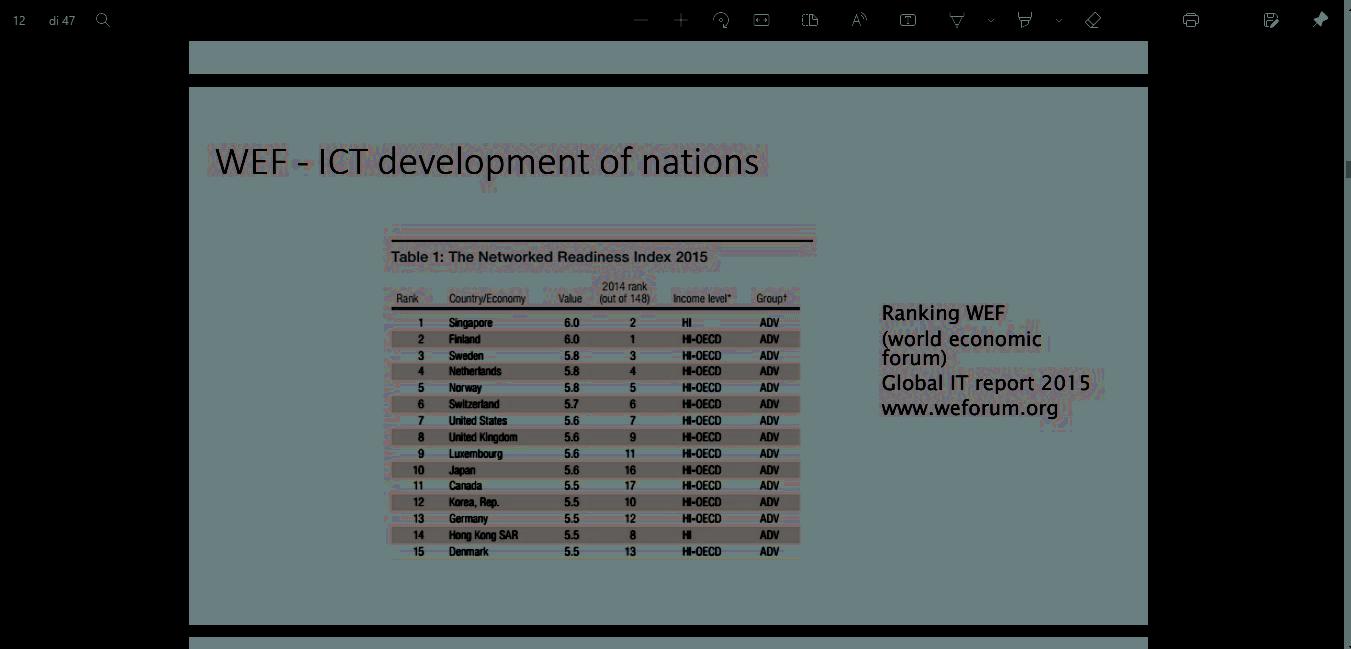 12 di 47
WEF - ICT development of nations
Table 1: The Networked Readiness Index 2015
2014 rank
Rank Country/Economy Value (out of 148) Income level* Group†
1 Singapore 6.0 2 HI ADV
2 Finland 6.0 1 HI-OECD ADV
3 Sweden 5.8 3 HI-OECD ADV
4 Netherlands 5.8 4 HI-OECD ADV
5 Norway 5.8 5 HI-OECD ADV
6 Switzerland 5.7 6 HI-OECD ADV
7 United States 5.6 7 HI-OECD ADV
8 United Kingdom 5.6 9 HI-OECD ADV
9 Luxembourg 5.6 11 HI-OECD ADV
10 Japan 5.6 16 HI-OECD ADV
11 Canada 5.5 17 HI-OECD ADV
12 Korea, Rep. 5.5 10 HI-OECD ADV
13 Germany 5.5 12 HI-OECD ADV
14 Hong Kong SAR 5.5 8 HI ADV
15 Denmark 5.5 13 HI-OECD ADV
Ranking WEF
(world economic
forum)
Global IT report 2015
www.weforum.org